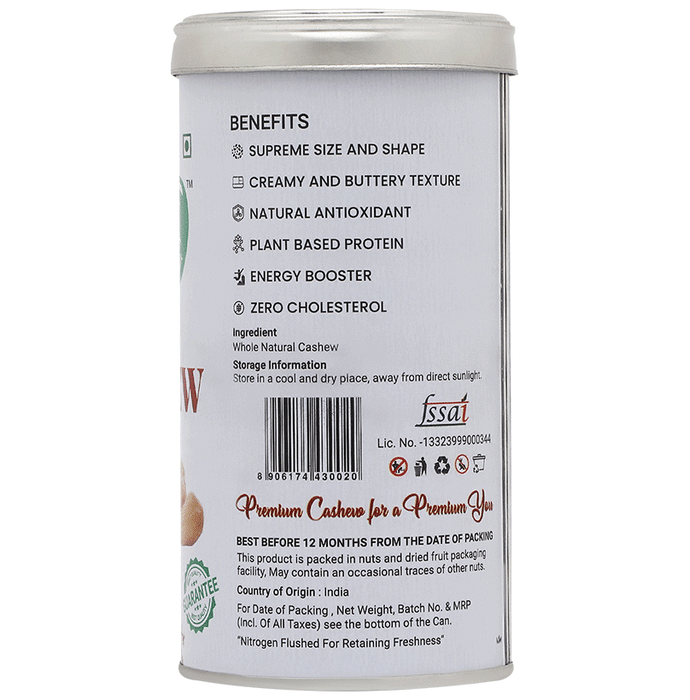 BENEFITS
SUPREME SIZE AND SHAPE
CREAMY AND BUTTERY TEXTURE
NATURAL ANTIOXIDANT
PLANT BASED PROTEIN
ENERGY BOOSTER
ZERO CHOLESTEROL
Ingredient
Whole Natural Cashew
Storage Information
Store in a cool and dry place, away from direct sunlight.
fssai
Lic. No. -13323999000344
8 906174 430020
Premium Cashew for a Premium You
BEST BEFORE 12 MONTHS FROM THE DATE OF PACKING
This product is packed in nuts and dried fruit packaging
facility, May contain an occasional traces of other nuts.
Country of Origin : India
For Date of Packing , Net Weight, Batch No. & MRP
(Incl. Of All Taxes) see the bottom of the Can.
"Nitrogen Flushed For Retaining Freshness"
TM
W
GUARANTEE